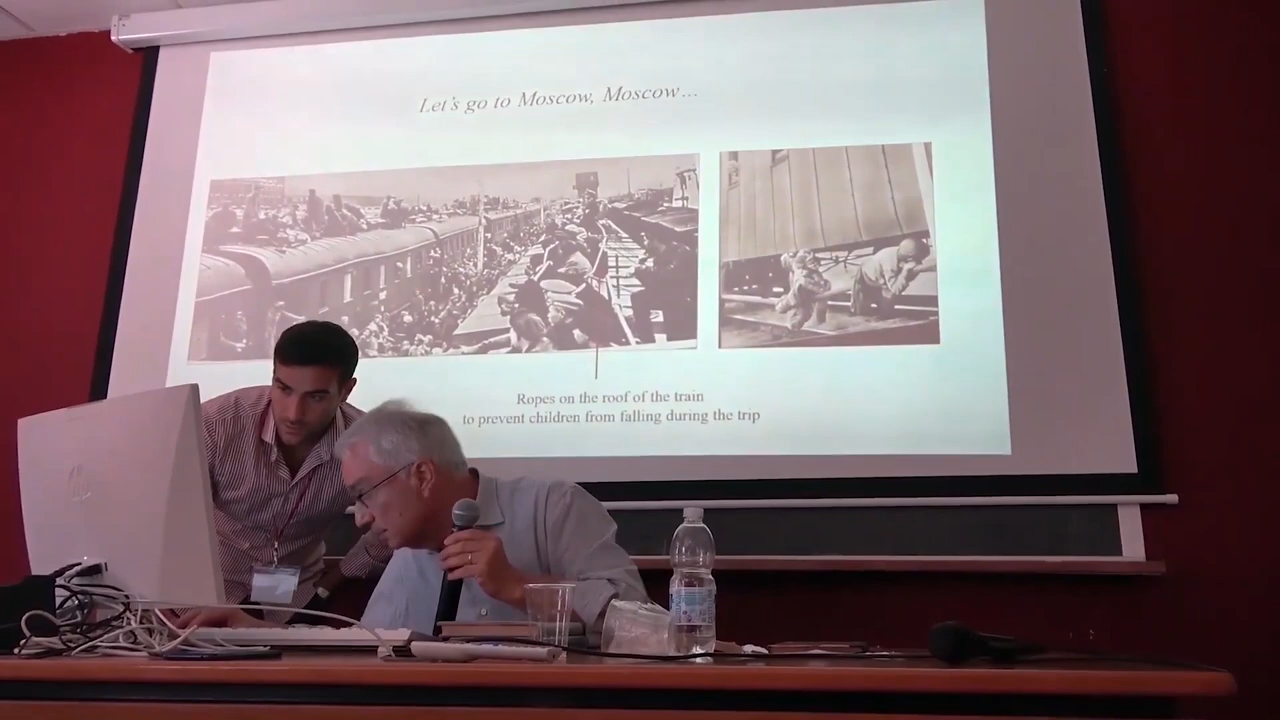 Let's go to Moscow, Moscow...
Ropes on the roof of the train
to prevent children from falling during the trip
hp